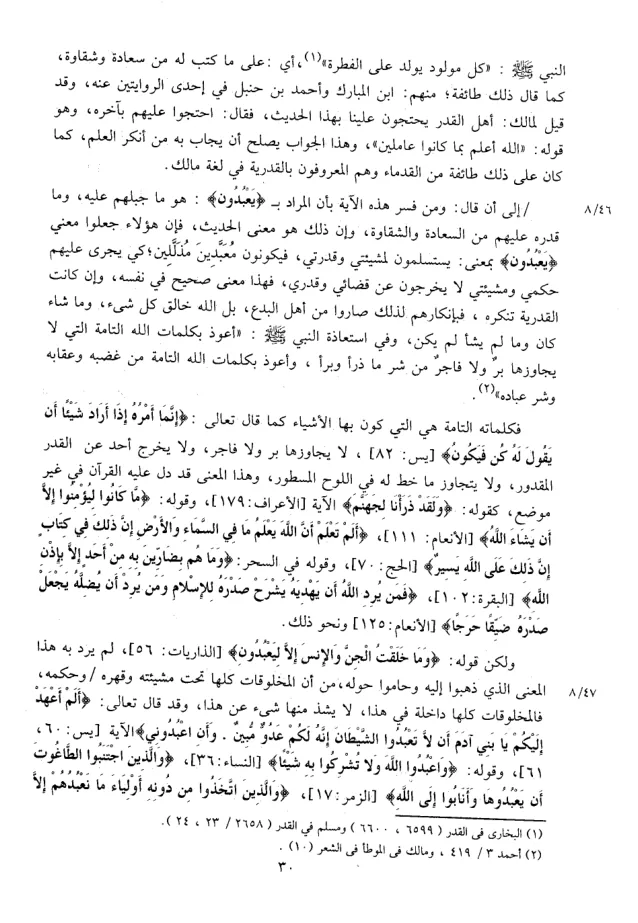 النبي ﷺ : «كل مولود يولد على الفطرة»(١)، أي : على ما كتب له من سعادة وشقاوة،
كما قال ذلك طائفة؛ منهم: ابن المبارك وأحمد بن حنبل في إحدى الروايتين عنه، وقد
قيل لمالك: أهل القدر يحتجون علينا بهذا الحديث، فقال: احتجوا عليهم بآخره، وهو
قوله: «الله أعلم بما كانوا عاملين»، وهذا الجواب يصلح أن يجاب به من أنكر العلم، كما
كان على ذلك طائفة من القدماء وهم المعروفون بالقدرية في لغة مالك.
٨/٤٦
/ إلى أن قال: ومن فسر هذه الآية بأن المراد بـ ﴿يَعْبُدُون﴾ : هو ما جبلهم عليه، وما
قدره عليهم من السعادة والشقاوة، وإن ذلك هو معنى الحديث، فإن هؤلاء جعلوا معني
﴿يَعْبُدُون﴾ بمعنى: يستسلمون لمشيئتي وقدرتي، فيكونون مُعَبَّدِينَ مُذَلَّلِين؛كي يجرى عليهم
حكمي ومشيئتي لا يخرجون عن قضائي وقدري، فهذا معنى صحيح في نفسه، وإن كانت
القدرية تنكره ، فبإنكارهم لذلك صاروا من أهل البدع، بل الله خالق كل شيء، وما شاء
كان وما لم يشأ لم يكن، وفي استعاذة النبي ﷺ : «أعوذ بكلمات الله التامة التي لا
يجاوزها برٌ ولا فاجرٌ من شر ما ذرأ وبرأ ، وأعوذ بكلمات الله التامة من غضبه وعقابه
وشر عباده»(٢).
فكلماته التامة هي التي كون بها الأشياء كما قال تعالى :﴿إِنَّمَا أَمْرُهُ إِذَا أَرَادَ شَيْئًا أَن
يَقُولَ لَهُ كُن فَيَكُونُ﴾ [يس: ٨٢] ، لا يجاوزها بر ولا فاجر، ولا يخرج أحد عن القدر
المقدور، ولا يتجاوز ما خط له في اللوح المسطور، وهذا المعنى قد دل عليه القرآن في غير
موضع، كقوله: ﴿وَلَقَدْ ذَرَأْنَا لِجَهَنَّمَ﴾ الآية [الأعراف:١٧٩]، وقوله: ﴿مَّا كَانُوا لِيُؤْمِنُوا إِلاَّ
أَن يَشَاءَ اللَّهُ﴾ [الأنعام: ١١١]، ﴿أَلَمْ تَعْلَمْ أَنَّ اللَّهَ يَعْلَمُ مَا فِي السَّمَاءِ وَالأَرْضِ إِنَّ ذَلِكَ فِي كِتَابٍ
إِنَّ ذَلِكَ عَلَى اللَّهِ يَسِيرٌ﴾ [الحج: ٧٠]، وقوله في السحر:﴿وَمَا هُم بِضَارِّينَ بِهِ مِنْ أَحَدٍ إِلاَّ بِإِذْنِ
اللَّهِ﴾ [البقرة: ١٠٢]، ﴿فَمَن يُرِدِ اللَّهُ أَن يَهْدِيَهُ يَشْرَحْ صَدْرَهُ لِلإِسْلامِ وَمَن يُرِدْ أَن يُضِلَّهُ يَجْعَلْ
صَدْرَهُ ضَيِّقًا حَرَجًا﴾ [الأنعام:١٢٥] ونحو ذلك.
ولكن قوله: ﴿وَمَا خَلَقْتُ الْجِنَّ وَالإِنسَ إِلاَّ لِيَعْبُدُونِ﴾ [الذاريات: ٥٦]، لم يرد به هذا
٨/٤٧
المعنى الذي ذهبوا إليه وحاموا حوله،من أن المخلوقات كلها تحت مشيئته وقهره / وحكمه،
فالمخلوقات كلها داخلة في هذا، لا يشذ منها شيء عن هذا، وقد قال تعالى: ﴿أَلَمْ أَعْهَدْ
إِلَيْكُمْ يَا بَنِي آدَمَ أَن لاَّ تَعْبُدُوا الشَّيْطَانَ إِنَّهُ لَكُمْ عَدُوٌّ مُّبِينٌ . وَأَنِ اعْبُدُونِي﴾الآية [يس: ٦٠،
٦١]، وقوله: ﴿وَاعْبُدُوا اللَّهَ وَلا تُشْرِكُوا بِهِ شَيْئًا﴾ [النساء:٣٦]، ﴿وَالَّذِينَ اجْتَنَبُوا الطَّاغُوتَ
أَن يَعْبُدُوهَا وَأَنَابُوا إِلَى اللَّهِ﴾ [الزمر:١٧]، ﴿وَالَّذِينَ اتَّخَذُوا مِن دُونِهِ أَوْلِيَاءَ مَا نَعْبُدُهُمْ إِلاَّ
(١) البخارى فى القدر ( ٦٥٩٩ ، ٦٦٠٠ ) ومسلم في القدر ( ٢٦٥٨ / ٢٣ ، ٢٤ ) .
(٢) أحمد ٣ / ٤١٩ ، ومالك في الموطأ فى الشعر (١٠) .
٣٠